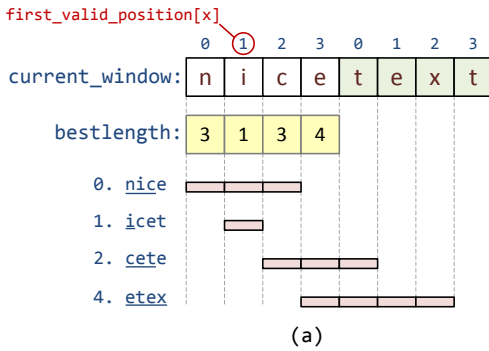 first_valid_position[x]
0 1 2 3 0 1 2 3
current_window: n i c e t e x t
bestlength: 3 1 3 4
0. nice
1. icet
2. cete
4. etex
(a)